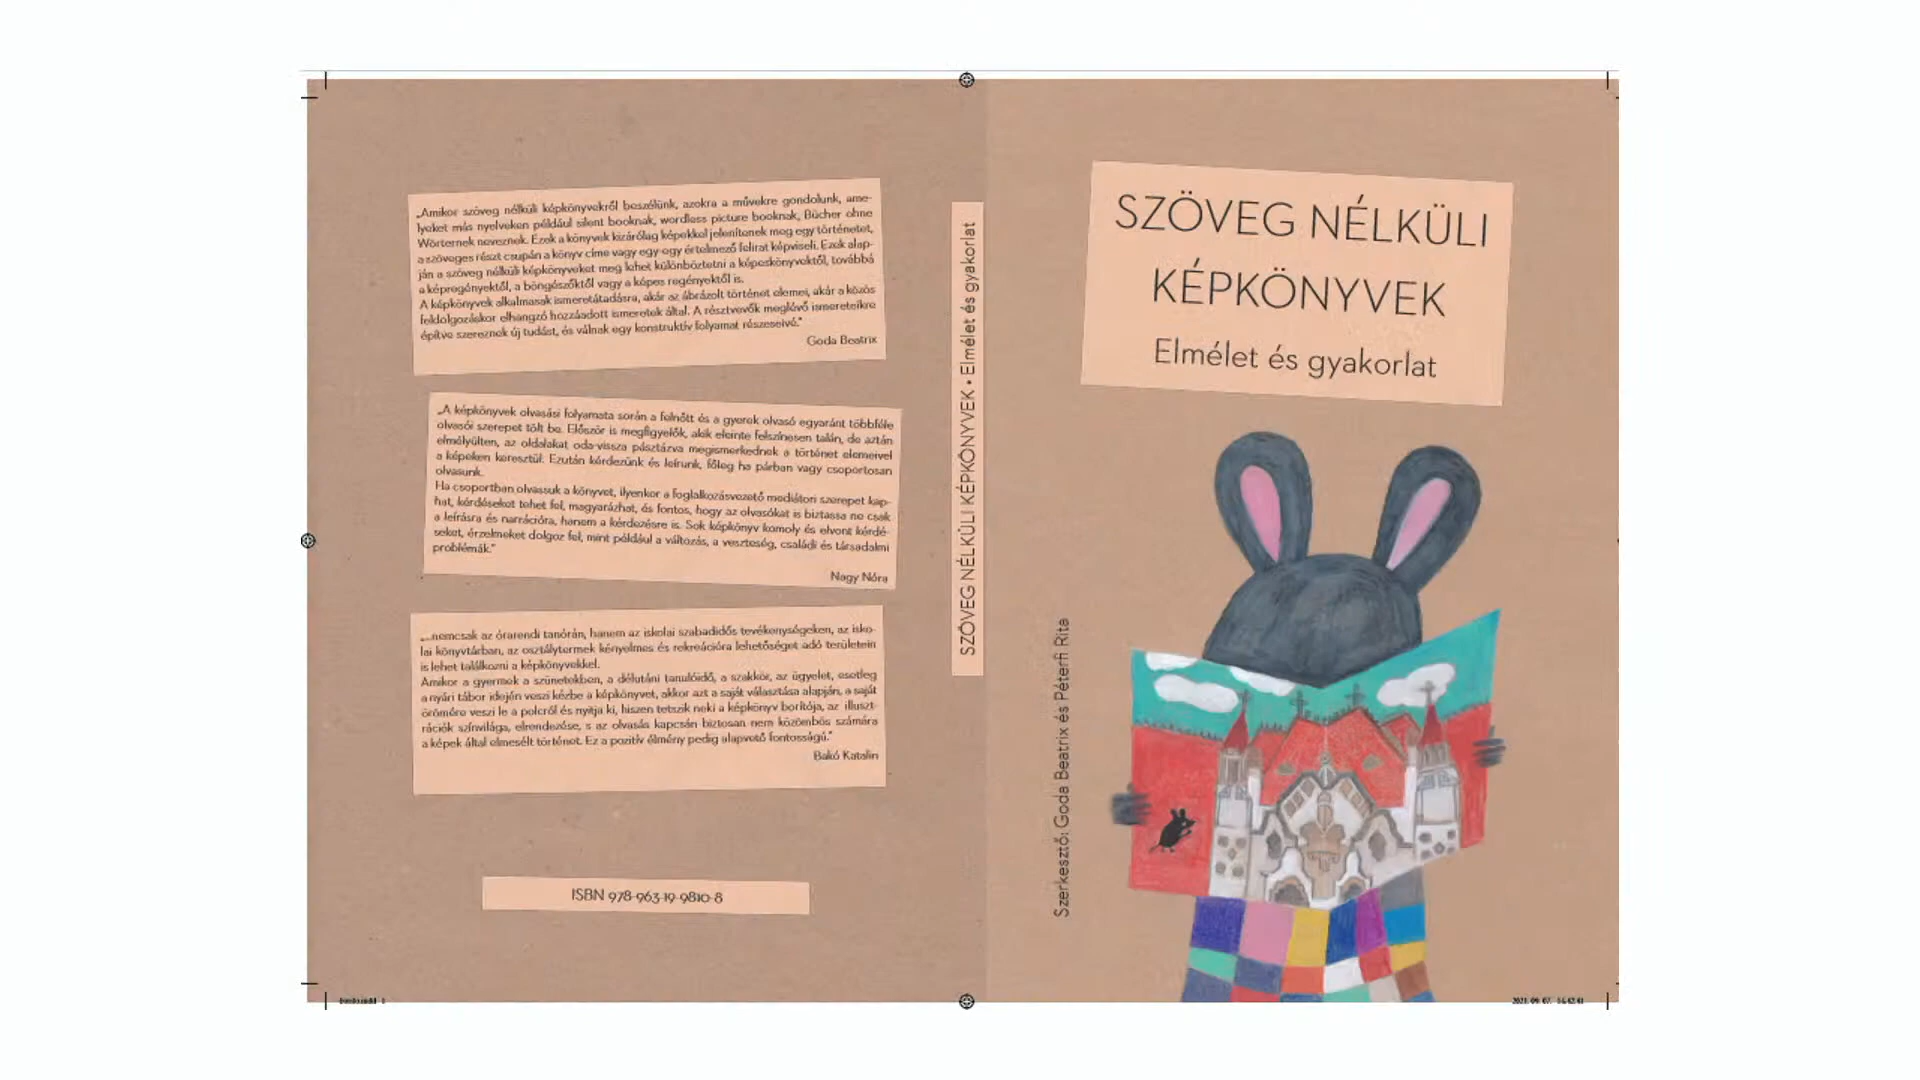 „Amikor szöveg nélküli képkönyvekről beszélünk, azokra a művekre gondolunk, ame-
lyeket más nyelveken például silent booknak, wordless picture booknak, Bücher ohne
Wörternek neveznek. Ezek a könyvek kizárólag képekkel jelenítenek meg egy történetet,
a szöveges részt csupán a könyv címe vagy egy-egy értelmező felirat képviseli. Ezek alap-
ján a szöveg nélküli képkönyveket meg lehet különböztetni a képeskönyvektől, továbbá
a képregényektől, a böngészőktől vagy a képes regényektől is.
A képkönyvek alkalmasak ismeretátadásra, akár az ábrázolt történet elemei, akár a közös
feldolgozáskor elhangzó hozzáadott ismeretek által. A résztvevők meglévő ismereteikre
építve szereznek új tudást, és válnak egy konstruktív folyamat részeseivé."
Goda Beatrix
„A képkönyvek olvasási folyamata során a felnőtt és a gyerek olvasó egyaránt többféle
olvasói szerepet tölt be. Először is megfigyelők, akik eleinte felszínesen talán, de aztán
elmélyülten, az oldalakat oda-vissza pásztázva megismerkednek a történet elemeivel
a képeken keresztül. Ezután kérdezünk és leírunk, főleg ha párban vagy csoportosan
olvasunk.
Ha csoportban olvassuk a könyvet, ilyenkor a foglalkozásvezető mediátori szerepet kap-
hat, kérdéseket tehet fel, magyarázhat, és fontos, hogy az olvasókat is biztassa ne csak
a leírásra és narrációra, hanem a kérdezésre is. Sok képkönyv komoly és elvont kérdé-
seket, érzelmeket dolgoz fel, mint például a változás, a veszteség, családi és társadalmi
problémák."
Nagy Nóra
„...nemcsak az órarendi tanórán, hanem az iskolai szabadidős tevékenységeken, az isko-
lai könyvtárban, az osztálytermek kényelmes és rekreációra lehetőséget adó területein
is lehet találkozni a képkönyvekkel.
Amikor a gyermek a szünetekben, a délutáni tanulóidő, a szakkör, az ügyelet, esetleg
a nyári tábor idején veszi kézbe a képkönyvet, akkor azt a saját választása alapján, a saját
örömére veszi le a polcról és nyitja ki, hiszen tetszik neki a képkönyv borítója, az illuszt-
rációk színvilága, elrendezése, s az olvasás kapcsán biztosan nem közömbös számára
a képek által elmesélt történet. Ez a pozitív élmény pedig alapvető fontosságú."
Bakó Katalin
ISBN 978-963-19-9810-8
SZÖVEG NÉLKÜLI KÉPKÖNYVEK • Elmélet és gyakorlat
SZÖVEG NÉLKÜLI
KÉPKÖNYVEK
Elmélet és gyakorlat
Szerkesztő: Goda Beatrix és Péterfi Rita